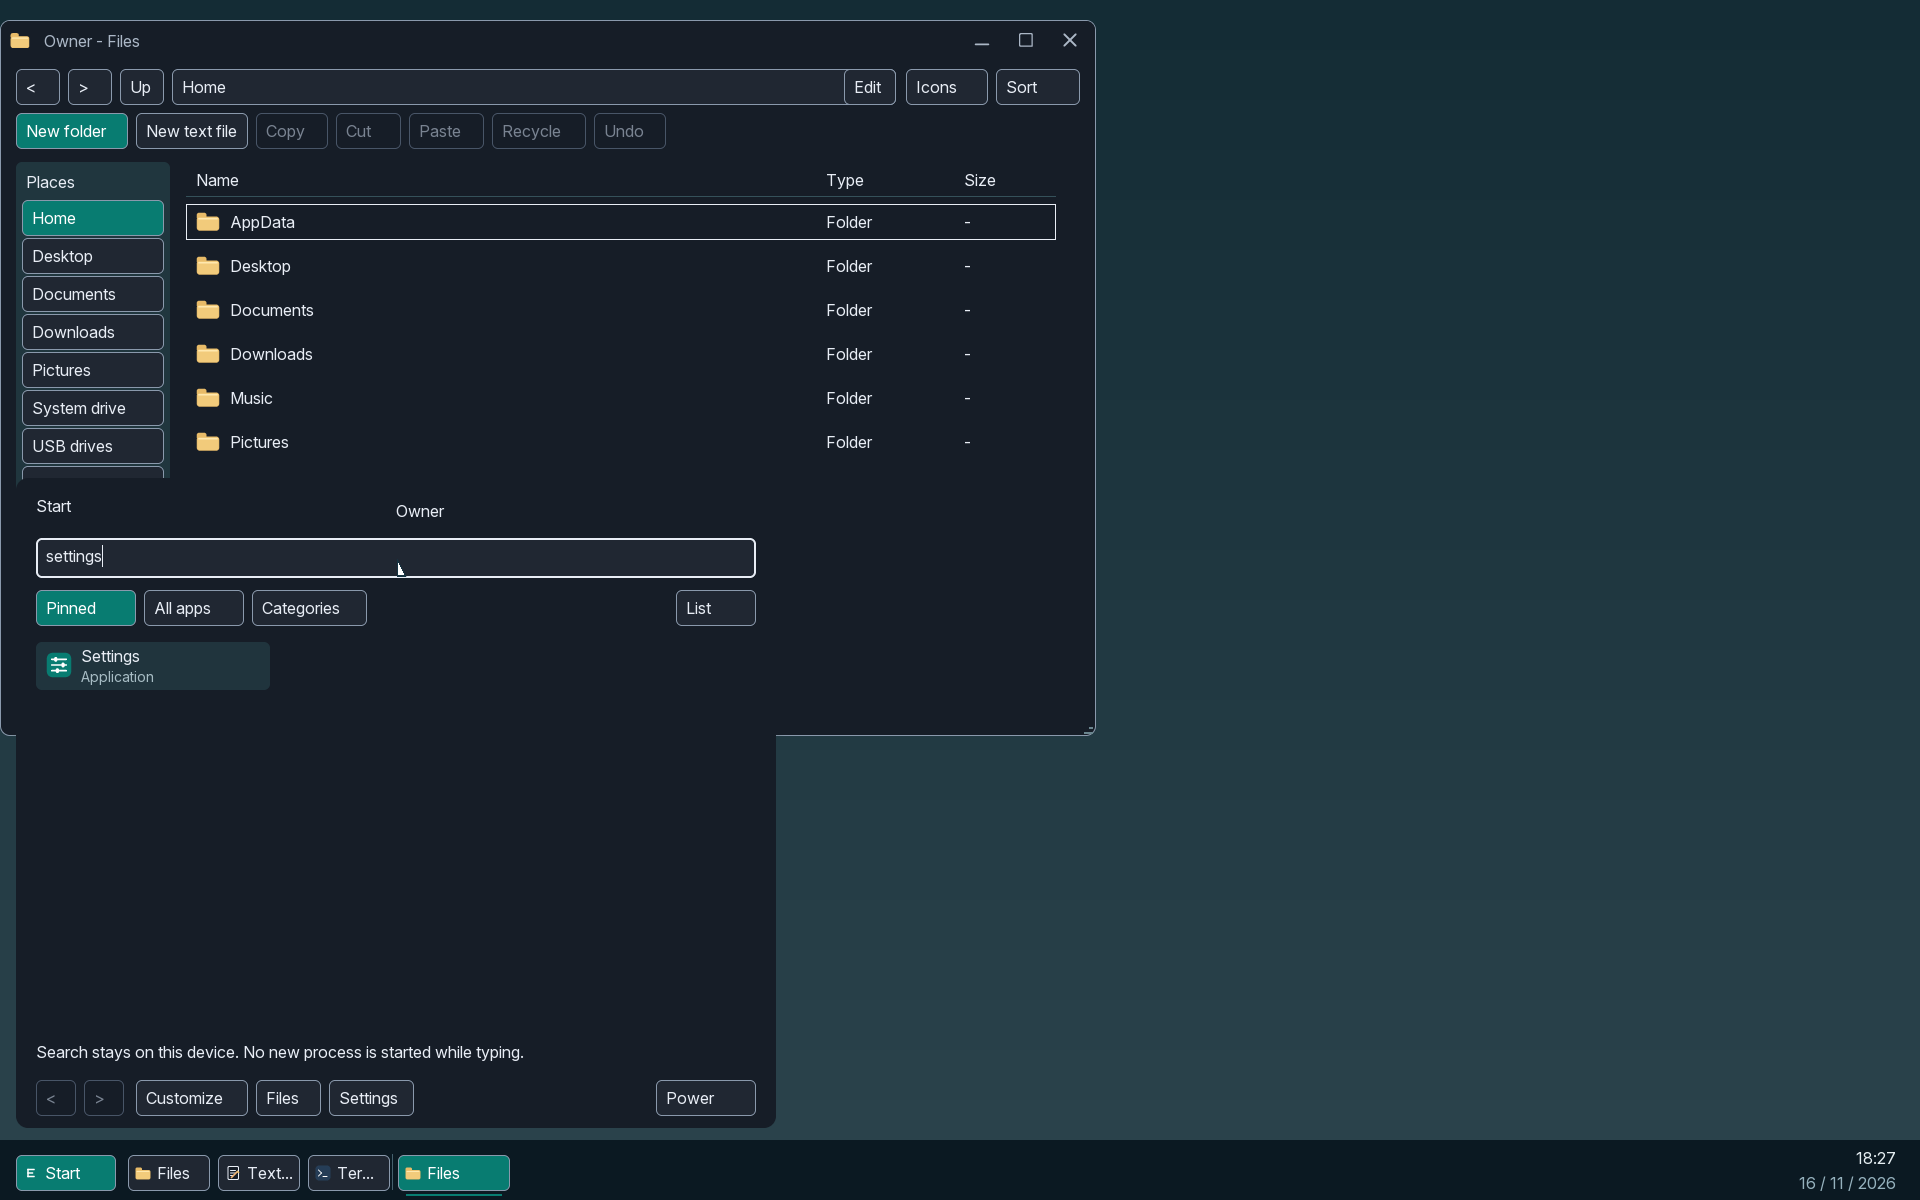 Owner - Files
< > Up Home Edit Icons Sort
New folder New text file Copy Cut Paste Recycle Undo
Places
Home
Desktop
Documents
Downloads
Pictures
System drive
USB drives
Name Type Size
AppData Folder -
Desktop Folder -
Documents Folder -
Downloads Folder -
Music Folder -
Pictures Folder -
Start
Owner
settings
Pinned All apps Categories List
Settings
Application
Search stays on this device. No new process is started while typing.
< > Customize Files Settings Power
Start Files Text... Ter... Files
18:27
16 / 11 / 2026